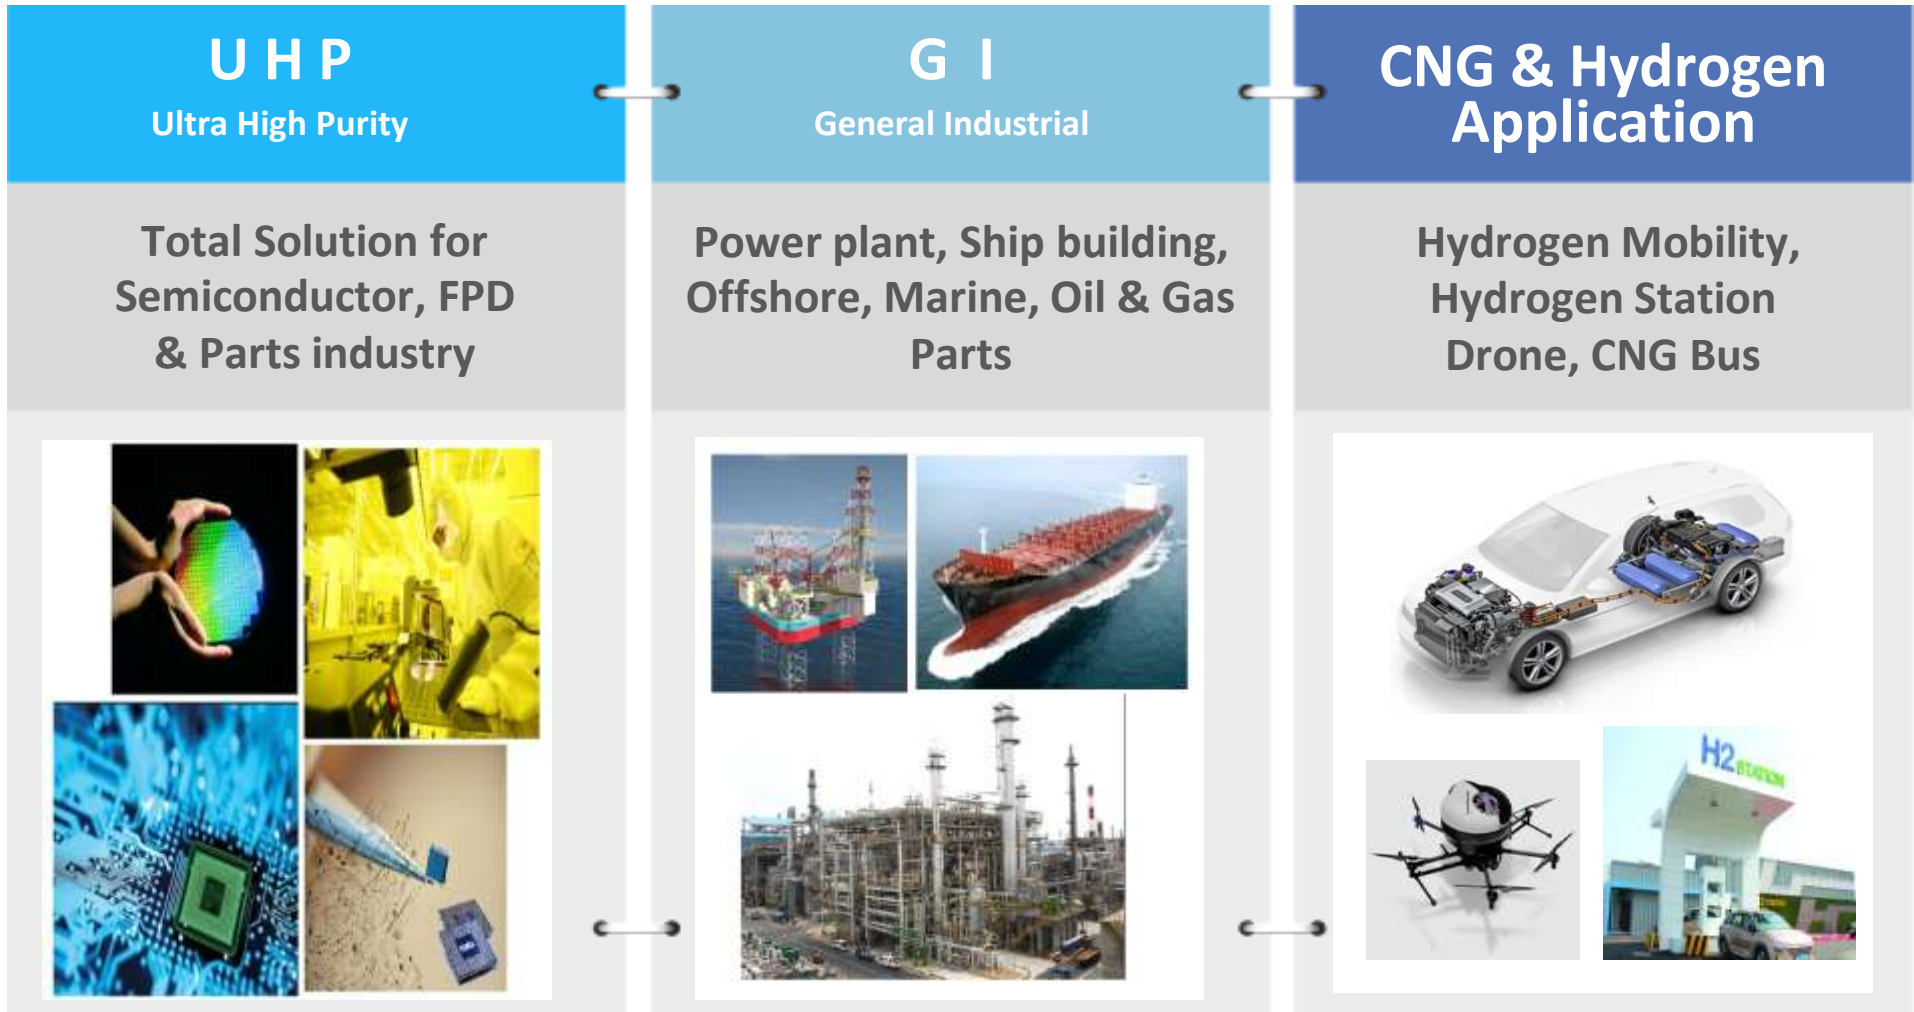 U H P
Ultra High Purity
Total Solution for
Semiconductor, FPD
& Parts industry
G I
General Industrial
Power plant, Ship building,
Offshore, Marine, Oil & Gas
Parts
CNG & Hydrogen
Application
Hydrogen Mobility,
Hydrogen Station
Drone, CNG Bus
H2 STATION